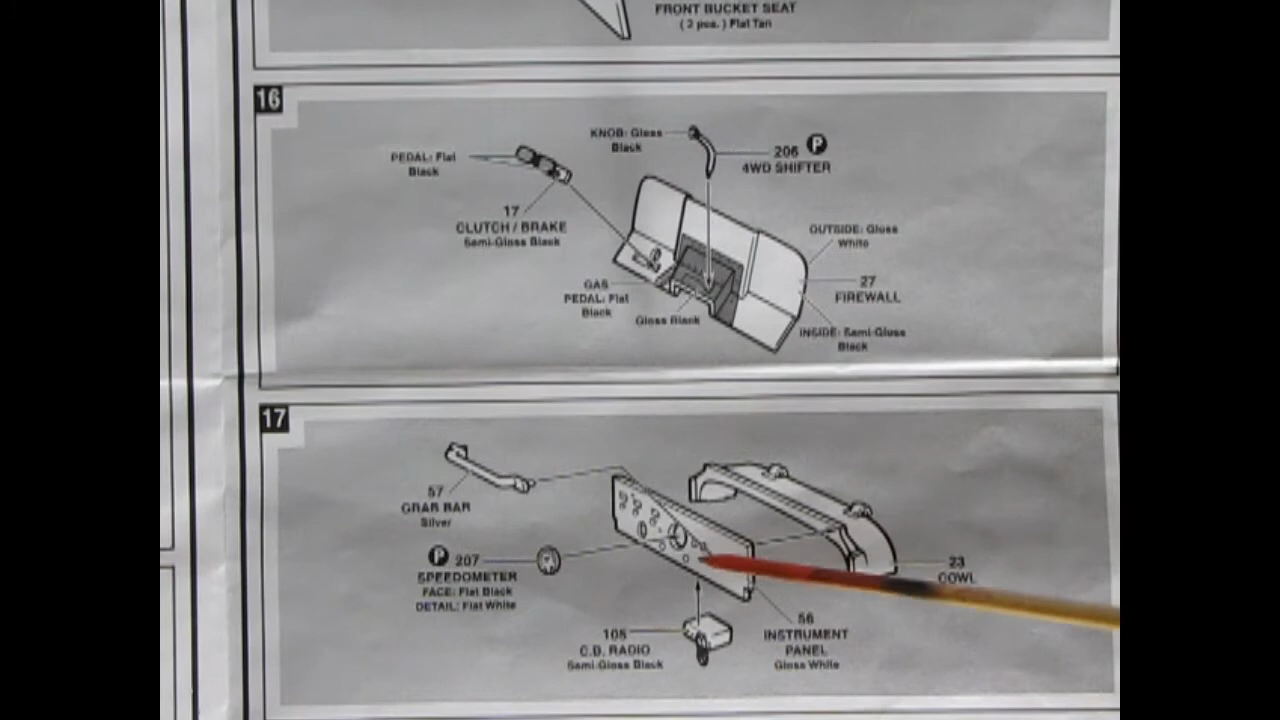 FRONT BUCKET SEAT
( 2 pcs. ) Flat Tan
16
KNOB: Gloss
Black
P
206
4WD SHIFTER
PEDAL: Flat
Black
17
CLUTCH / BRAKE
Semi-Gloss Black
OUTSIDE: Gloss
White
27
FIREWALL
GAS
PEDAL: Flat
Black
Gloss Black
INSIDE: Semi-Gloss
Black
17
57
GRAB BAR
Silver
P 207
SPEEDOMETER
FACE: Flat Black
DETAIL: Flat White
23
COWL
105
C.D. RADIO
Semi-Gloss Black
56
INSTRUMENT
PANEL
Gloss White